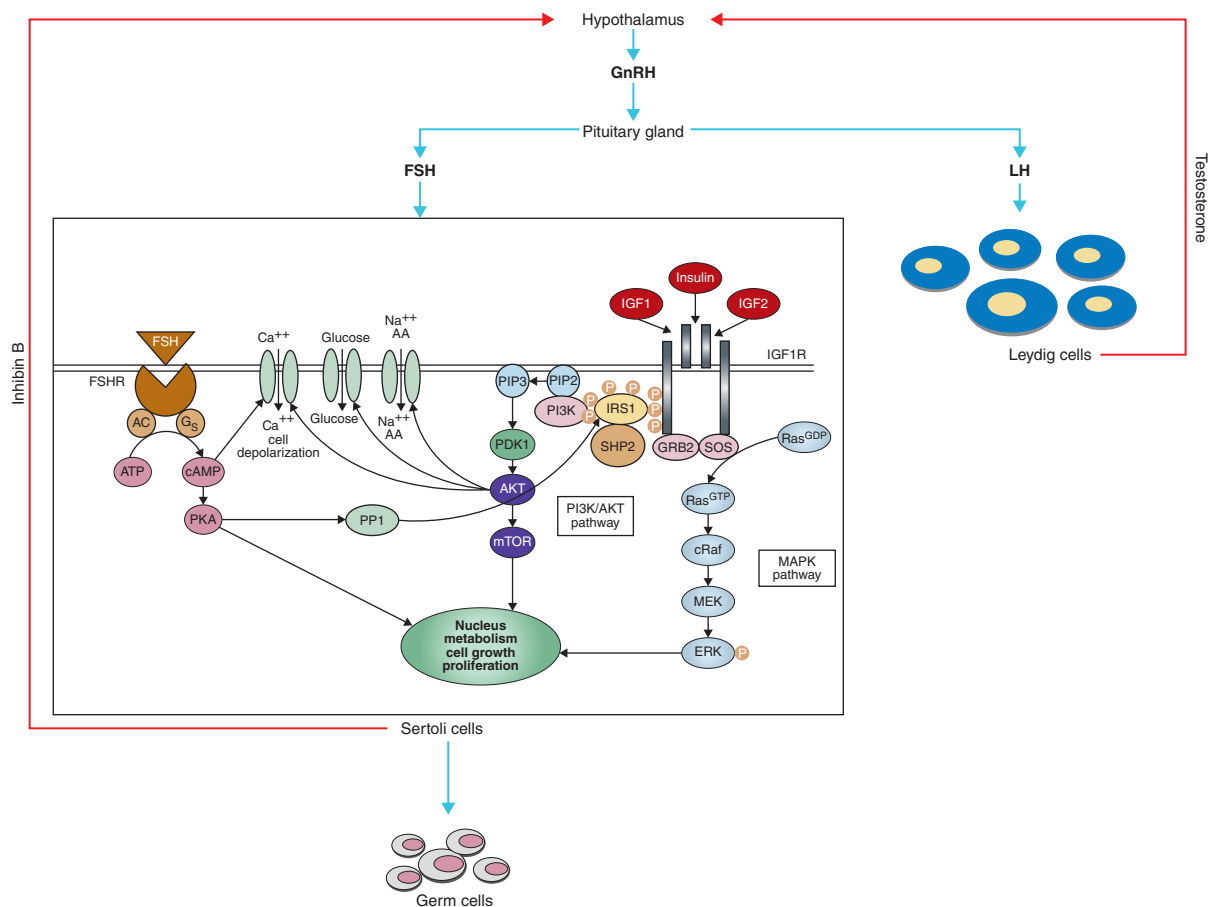 Hypothalamus
GnRH
Pituitary gland
FSH
LH
Testosterone
Inhibin B
Leydig cells
Insulin
IGF1
IGF2
IGF1R
FSH
FSHR
AC
Gs
ATP
cAMP
PKA
PP1
Ca++
Ca++
cell
depolarization
Glucose
Glucose
Na++
AA
Na++
AA
PIP3
PIP2
PI3K
P
P
P
P
P
P
P
IRS1
SHP2
GRB2
SOS
RasGDP
PDK1
AKT
mTOR
PI3K/AKT
pathway
RasGTP
cRaf
MEK
ERK
P
MAPK
pathway
Nucleus
metabolism
cell growth
proliferation
Sertoli cells
Germ cells